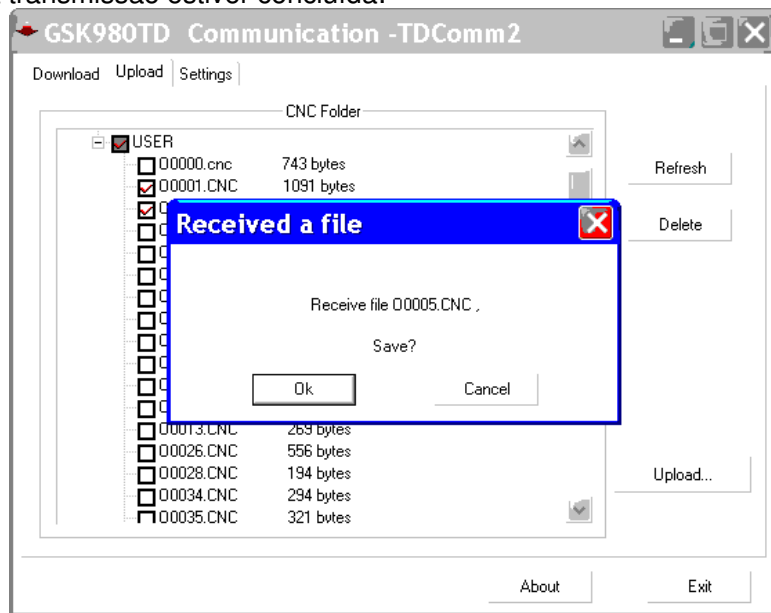 transmissão estiver concluída.
GSK980TD Communication -TDComm2
Download Upload Settings
CNC Folder
USER
O0000.cnc 743 bytes
O0001.CNC 1091 bytes
Refresh
Received a file
Delete
Receive file O0005.CNC ,
Save?
Ok Cancel
O0013.CNC 269 bytes
O0026.CNC 556 bytes
O0028.CNC 194 bytes
Upload...
O0034.CNC 294 bytes
O0035.CNC 321 bytes
About Exit